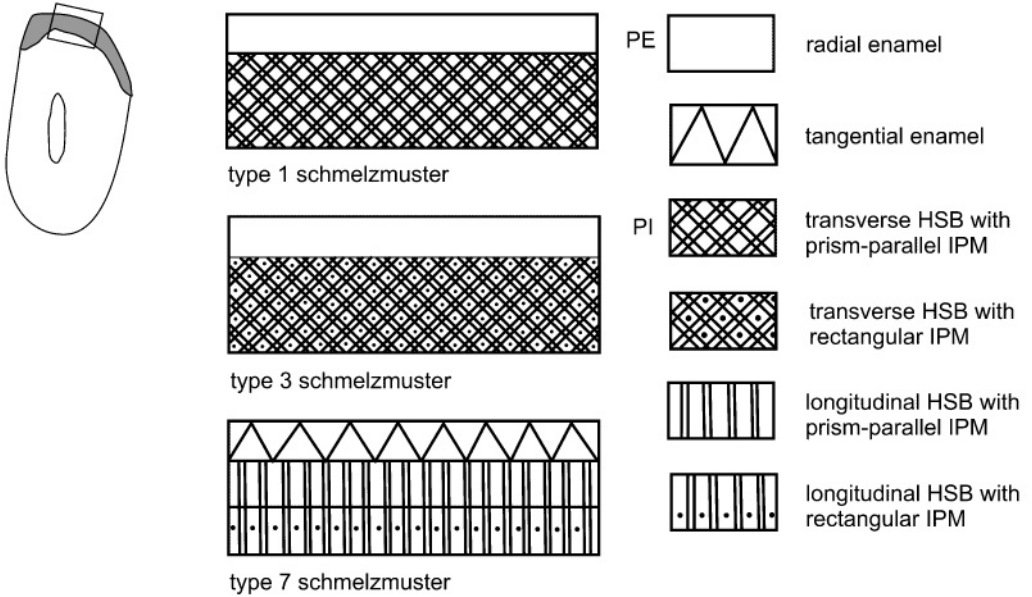 type 1 schmelzmuster
type 3 schmelzmuster
type 7 schmelzmuster
PE
radial enamel
tangential enamel
PI
transverse HSB with
prism-parallel IPM
transverse HSB with
rectangular IPM
longitudinal HSB with
prism-parallel IPM
longitudinal HSB with
rectangular IPM